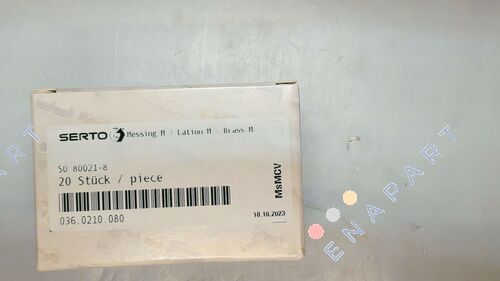 SERTO Messing M / Laiton M / Brass M
SO 80021-8
20 Stück / piece
036.0210.080
18.10.2023
MsMCV
ENAPART